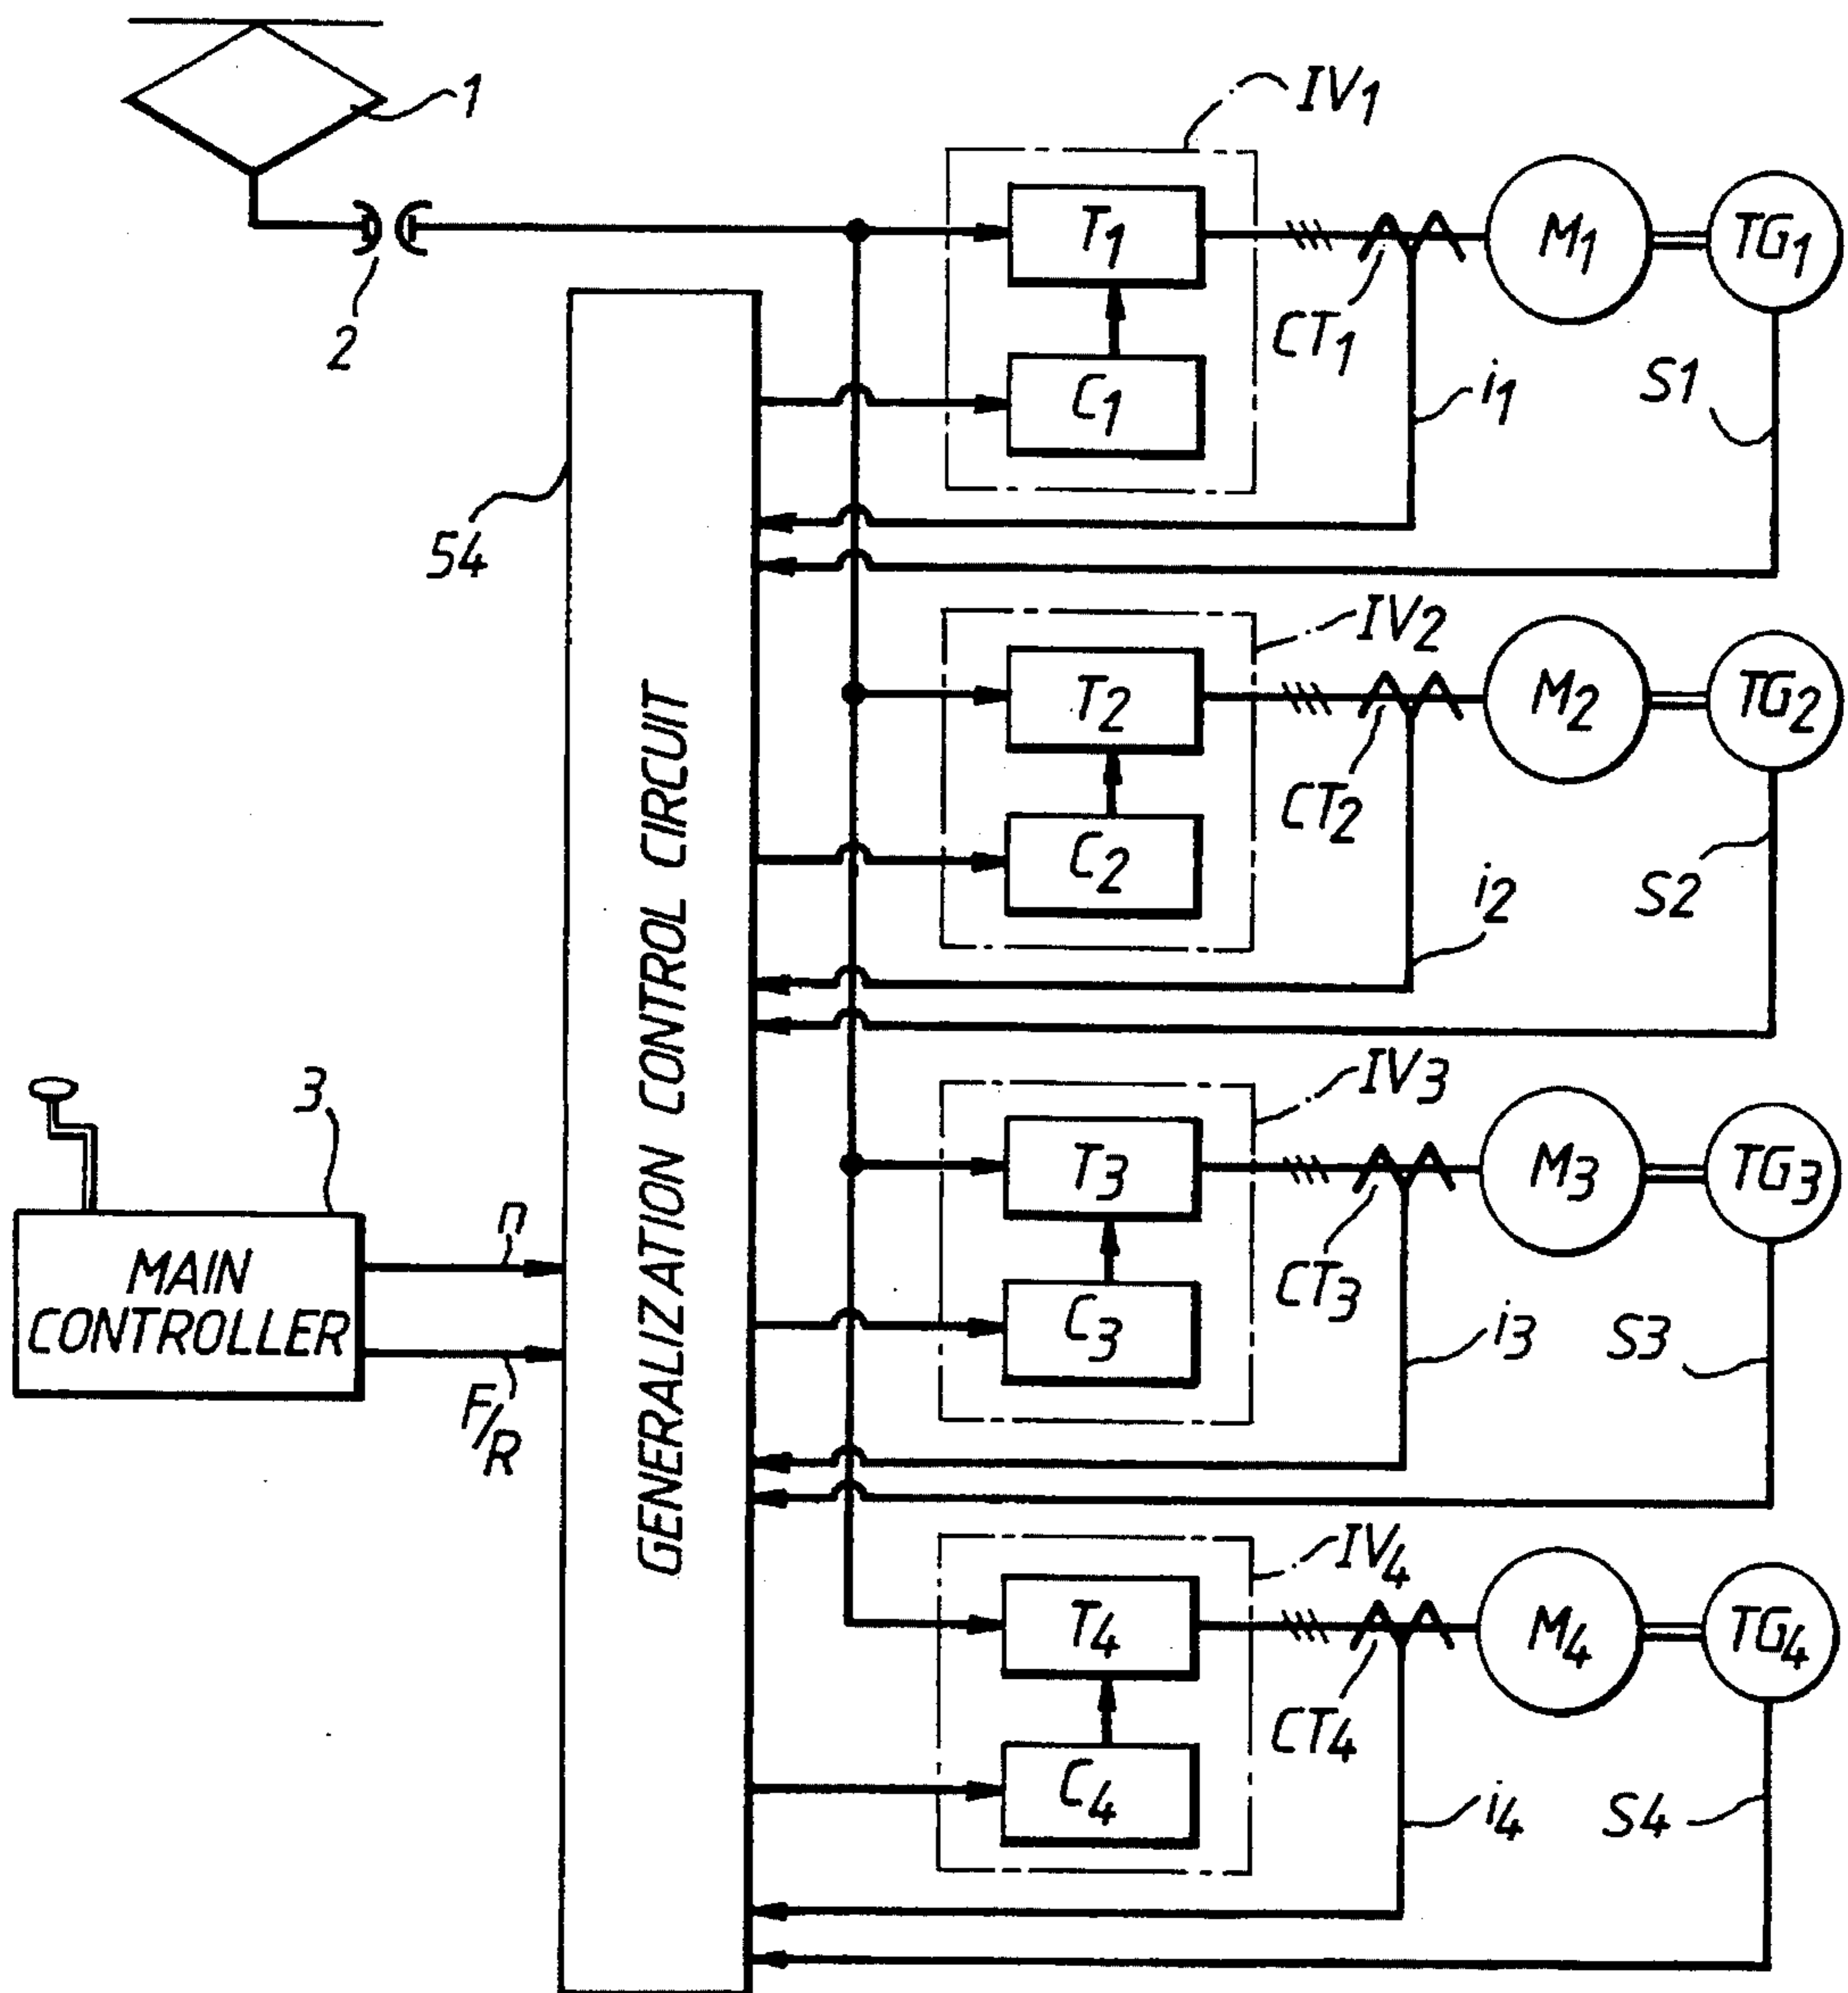 1
2
IV1
T1
C1
CT1
M1
TG1
i1
S1
54
GENERALIZATION CONTROL CIRCUIT
IV2
T2
C2
CT2
M2
TG2
i2
S2
3
MAIN
CONTROLLER
n
F/R
IV3
T3
C3
CT3
M3
TG3
i3
S3
IV4
T4
C4
CT4
M4
TG4
i4
S4